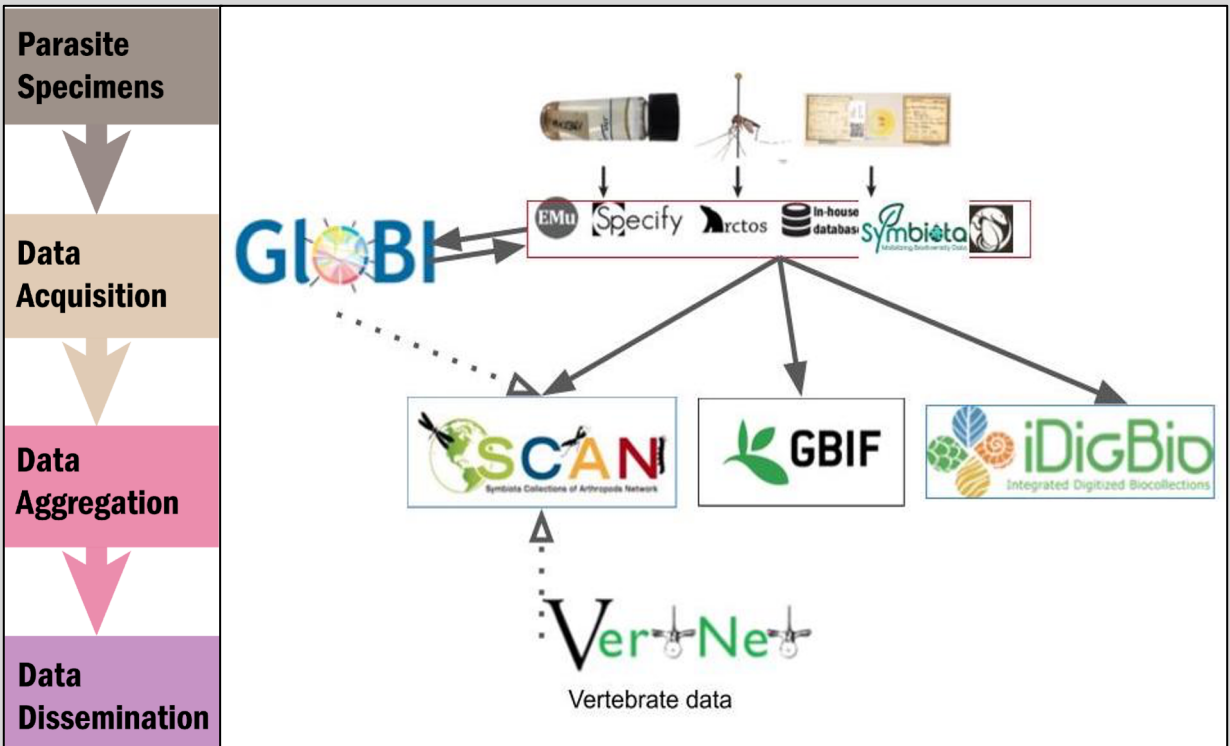 Parasite
Specimens
Data
Acquisition
Data
Aggregation
Data
Dissemination
EMu
Specify
Arctos
In-house
databas
Symbiota
Mobilizing Biodiversity Data
GloBI
SCAN
Symbiota Collections of Arthropods Network
GBIF
iDigBio
Integrated Digitized Biocollections
VertNet
Vertebrate data